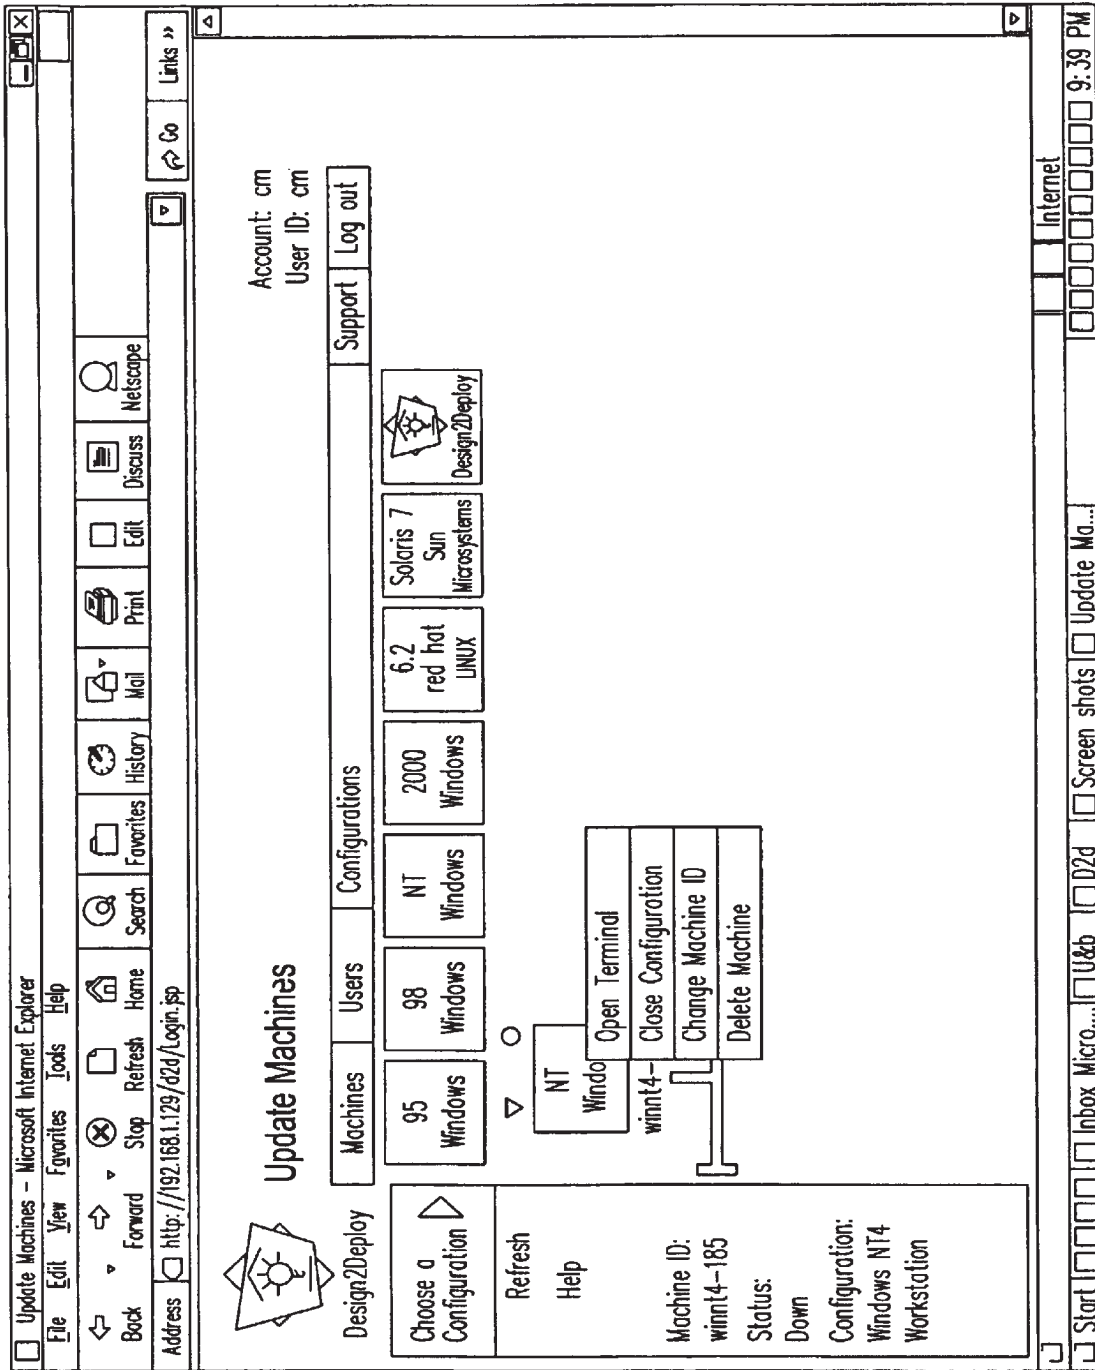 Update Machines – Microsoft Internet Explorer
File Edit View Favorites Tools Help
Back Forward Stop Refresh Home Search Favorites History Mail Print Edit Discuss Netscape
Address http://192.168.1.129/d2d/Login.jsp Go Links »
Design2Deploy
Update Machines
Account: cm
User ID: cm
Machines Users Configurations Support Log out
Choose a
Configuration
95
Windows
98
Windows
NT
Windows
2000
Windows
6.2
red hat
LINUX
Solaris 7
Sun
Microsystems
Design2Deploy
Refresh
Help
NT
Windo
winnt4-
Open Terminal
Close Configuration
Change Machine ID
Delete Machine
Machine ID:
winnt4-185
Status:
Down
Configuration:
Windows NT4
Workstation
Internet
Start Inbox Micro... U&b D2d Screen shots Update Ma... 9:39 PM